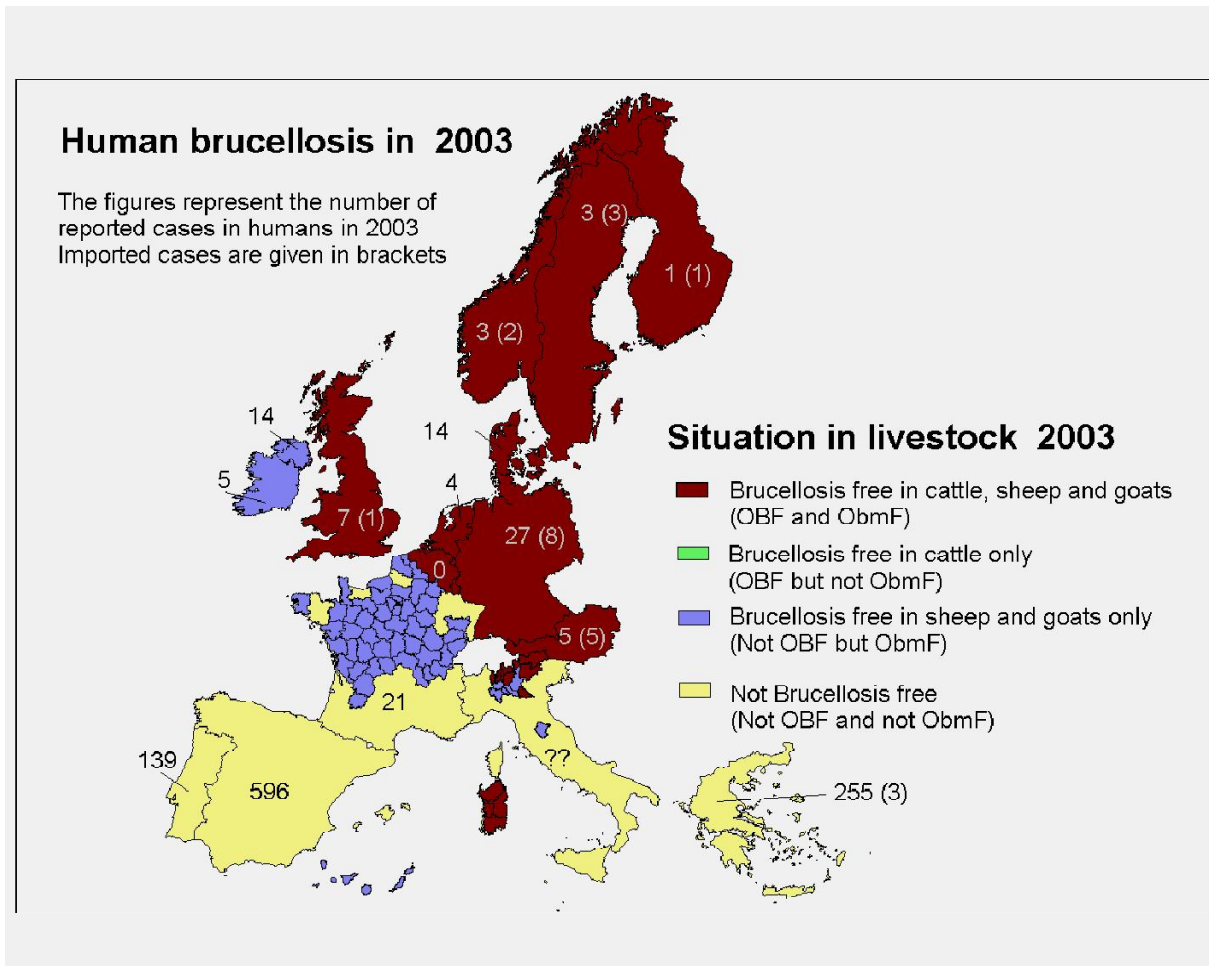 Human brucellosis in 2003
The figures represent the number of
reported cases in humans in 2003
Imported cases are given in brackets
3 (3)
1 (1)
3 (2)
14
14
5
4
7 (1)
27 (8)
0
5 (5)
21
??
139
596
255 (3)
Situation in livestock 2003
Brucellosis free in cattle, sheep and goats
(OBF and ObmF)
Brucellosis free in cattle only
(OBF but not ObmF)
Brucellosis free in sheep and goats only
(Not OBF but ObmF)
Not Brucellosis free
(Not OBF and not ObmF)